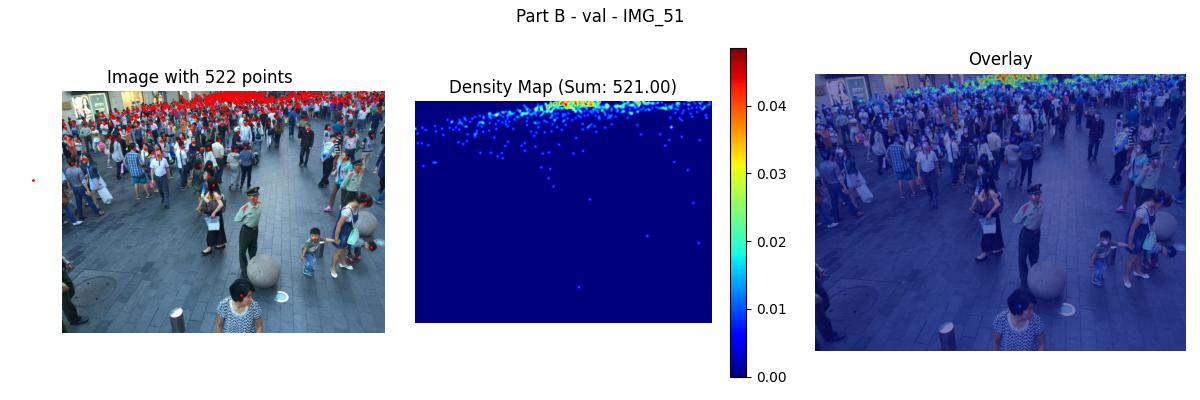 Part B - val - IMG_51
Image with 522 points
Density Map (Sum: 521.00)
Overlay
0.04
0.03
0.02
0.01
0.00